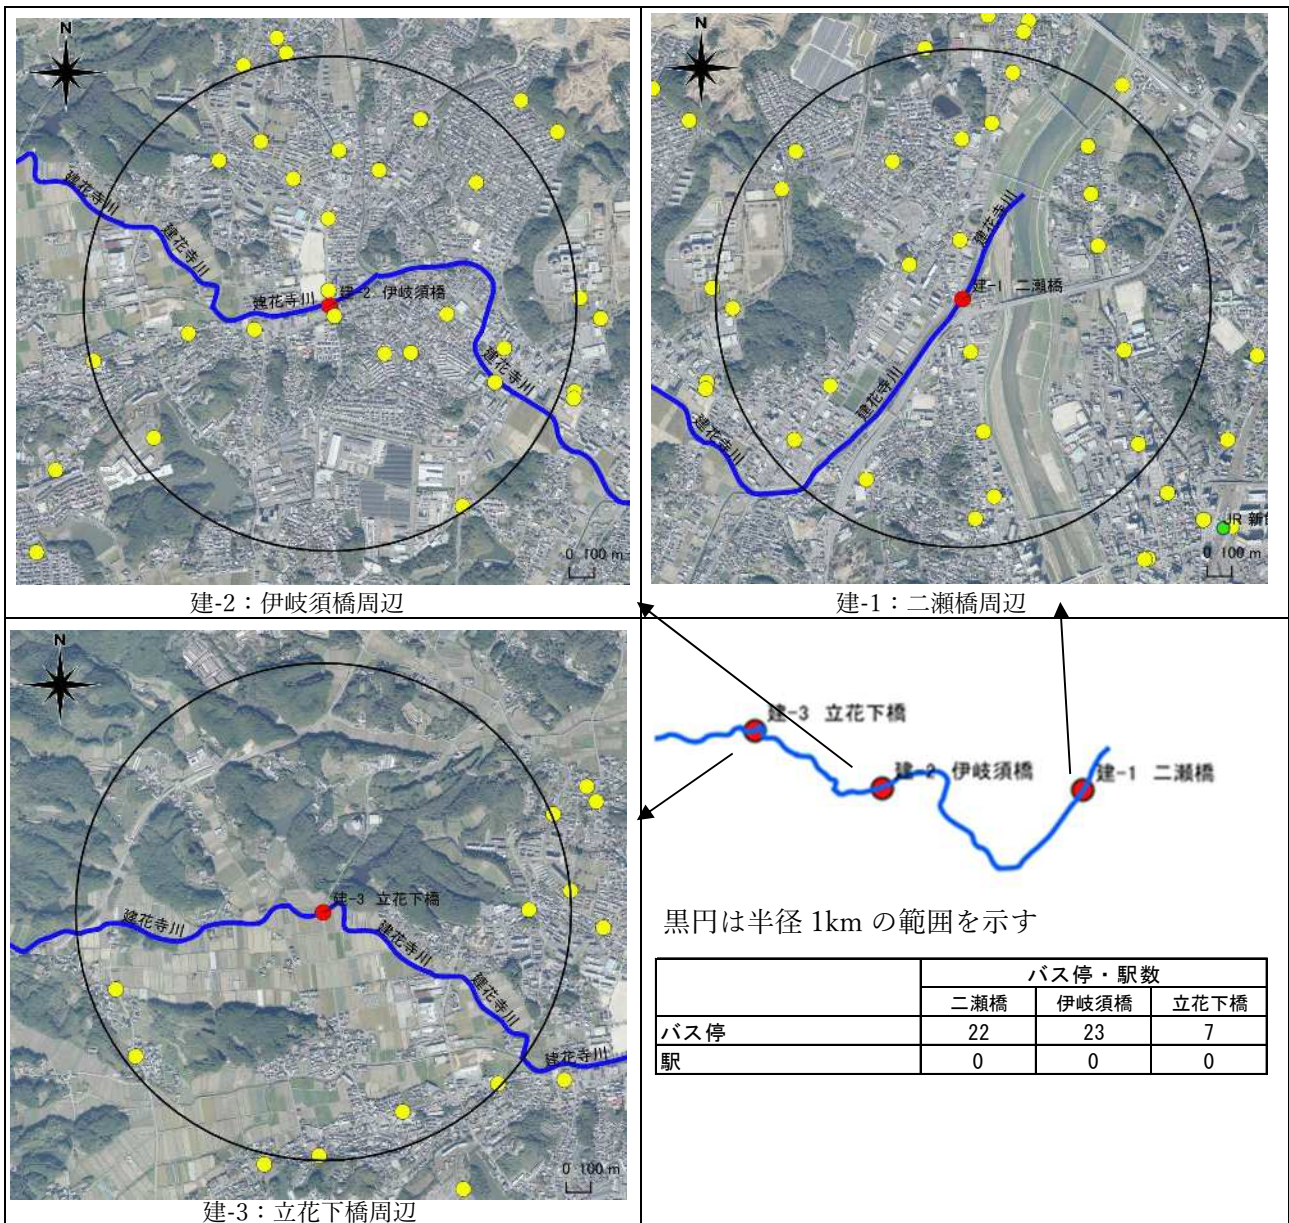 N
建花寺川
建花寺川
建花寺川
建-2 伊岐須橋
建花寺川
0 100 m
建-2：伊岐須橋周辺
N
建花寺川
建-1 二瀬橋
建花寺川
建花寺川
JR 新
0 100 m
建-1：二瀬橋周辺
N
建-3 立花下橋
建花寺川
建花寺川
建花寺川
建花寺川
0 100 m
建-3：立花下橋周辺
建-3 立花下橋
建-2 伊岐須橋
建-1 二瀬橋
黒円は半径 1km の範囲を示す
バス停・駅数
二瀬橋 伊岐須橋 立花下橋
バス停 22 23 7
駅 0 0 0